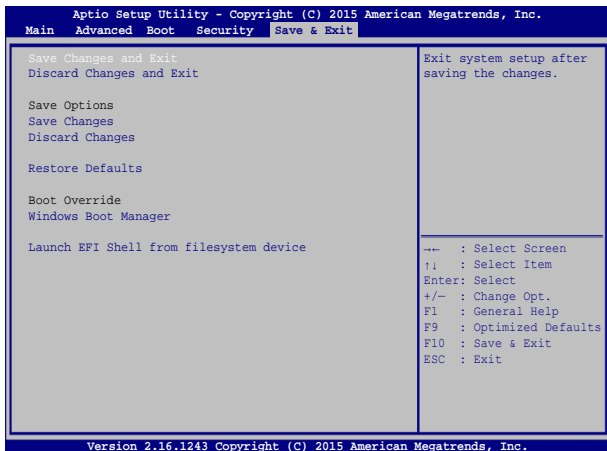 Aptio Setup Utility - Copyright (C) 2015 American Megatrends, Inc.
Main Advanced Boot Security Save & Exit
Save Changes and Exit
Discard Changes and Exit
Save Options
Save Changes
Discard Changes
Restore Defaults
Boot Override
Windows Boot Manager
Launch EFI Shell from filesystem device
Exit system setup after
saving the changes.
→← : Select Screen
↑↓ : Select Item
Enter: Select
+/— : Change Opt.
F1 : General Help
F9 : Optimized Defaults
F10 : Save & Exit
ESC : Exit
Version 2.16.1243 Copyright (C) 2015 American Megatrends, Inc.